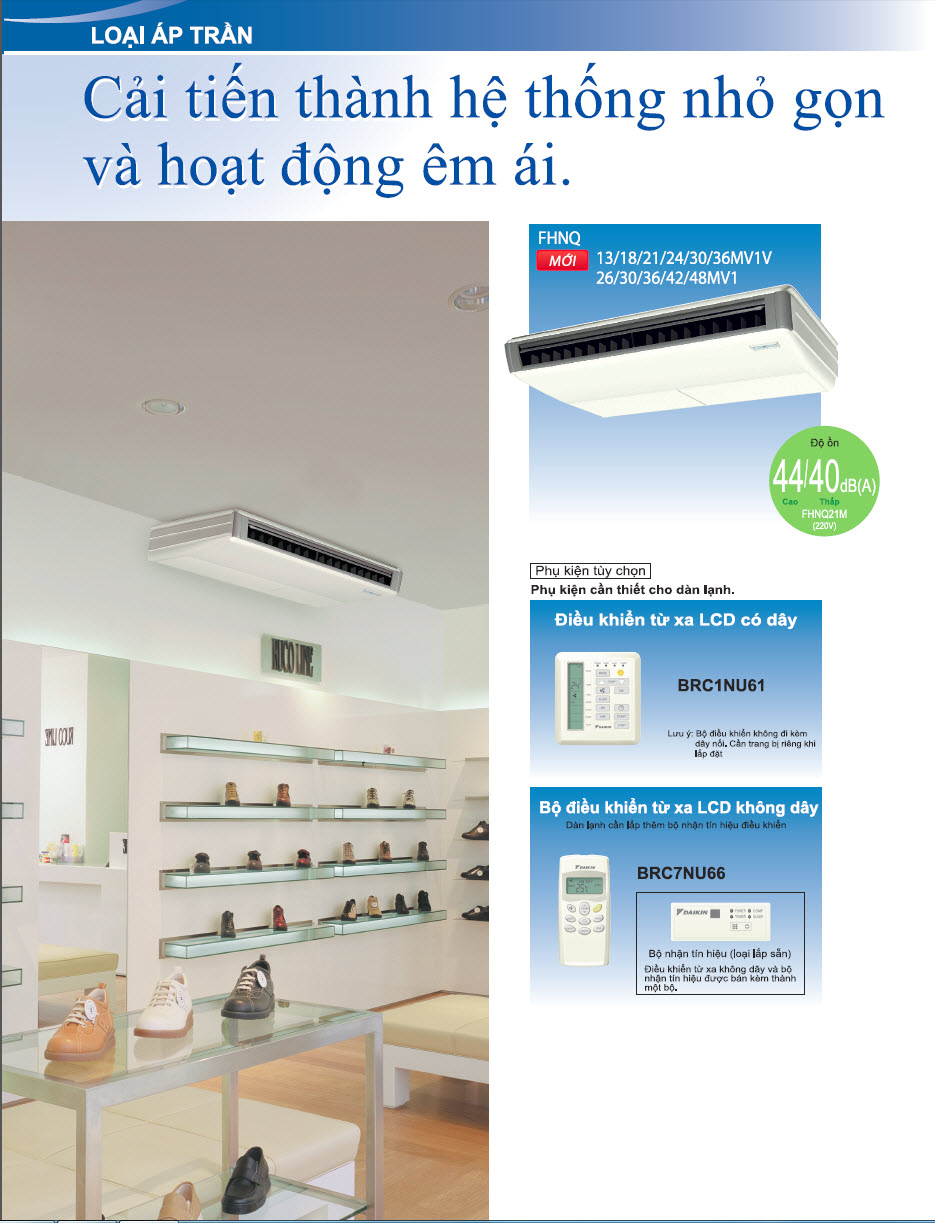 LOẠI ÁP TRẦN
Cải tiến thành hệ thống nhỏ gọn
và hoạt động êm ái.
FHNQ
MỚI 13/18/21/24/30/36MV1V
26/30/36/42/48MV1
Độ ồn
44/40dB(A)
Cao Thấp
FHNQ21M
(220V)
KUCO LINE
Phụ kiện tùy chọn
Phụ kiện cần thiết cho dàn lạnh.
Điều khiển từ xa LCD có dây
BRC1NU61
DAIKIN
Lưu ý: Bộ điều khiển không đi kèm
dây nối. Cần trang bị riêng khi
lắp đặt
Bộ điều khiển từ xa LCD không dây
Dàn lạnh cần lắp thêm bộ nhận tín hiệu điều khiển
DAIKIN
BRC7NU66
DAIKIN
Bộ nhận tín hiệu (loại lắp sẵn)
Điều khiển từ xa không dây và bộ
nhận tín hiệu được bán kèm thành
một bộ.